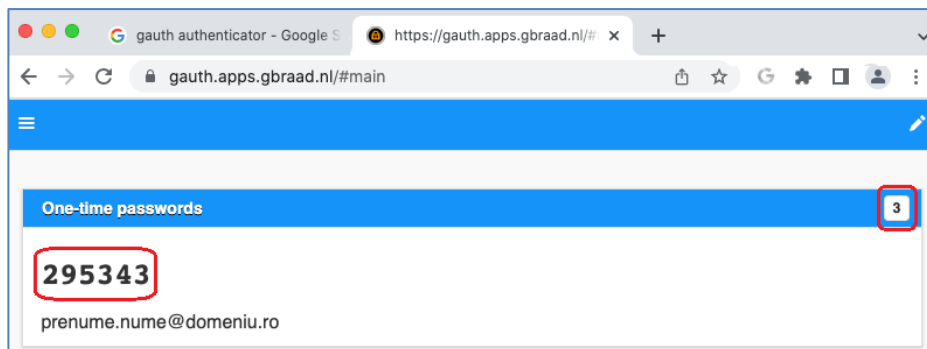 gauth authenticator - Google S
https://gauth.apps.gbraad.nl/#
gauth.apps.gbraad.nl/#main
One-time passwords
3
295343
prenume.nume@domeniu.ro